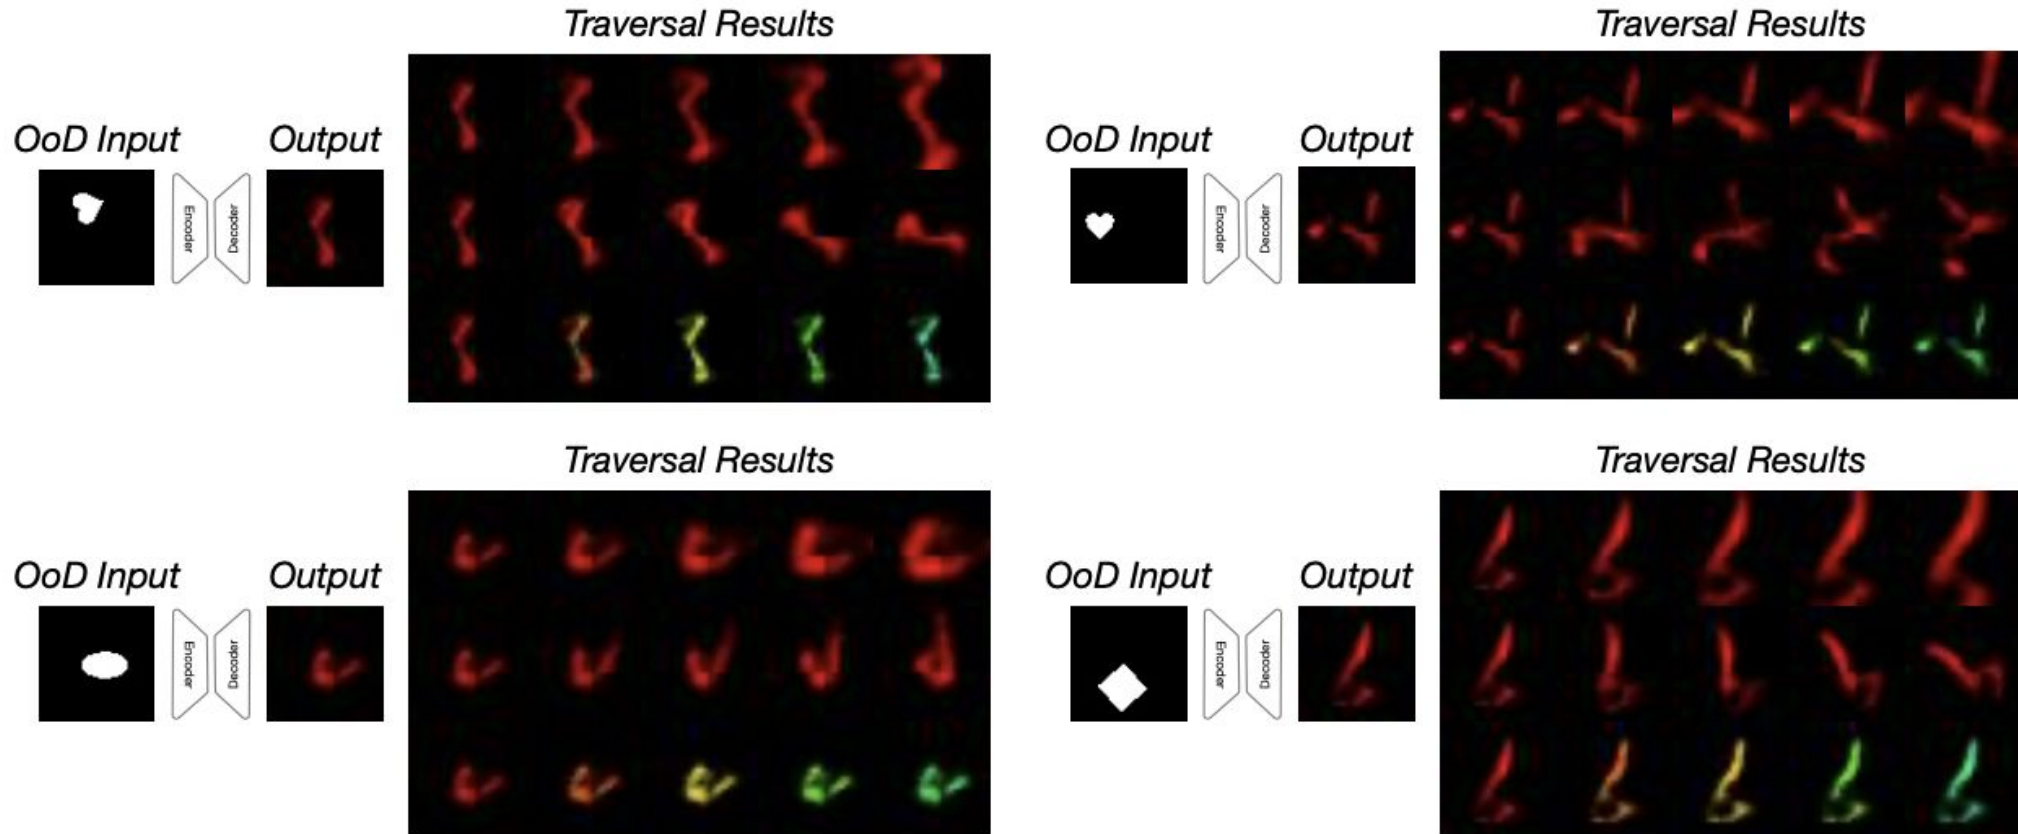 Traversal Results
OoD Input
Output
Encoder
Decoder
Traversal Results
OoD Input
Output
Encoder
Decoder
Traversal Results
OoD Input
Output
Encoder
Decoder
Traversal Results
OoD Input
Output
Encoder
Decoder